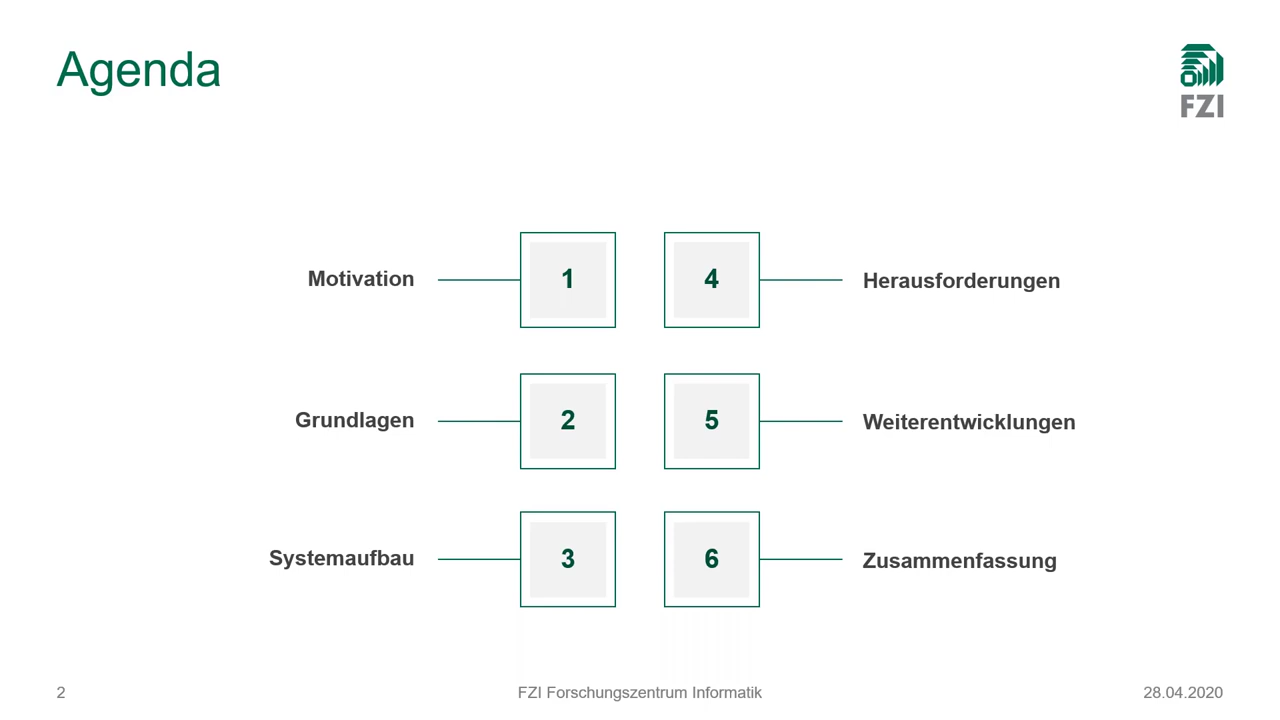 Agenda
FZI
Motivation
1
4
Herausforderungen
Grundlagen
2
5
Weiterentwicklungen
Systemaufbau
3
6
Zusammenfassung
2
FZI Forschungszentrum Informatik
28.04.2020